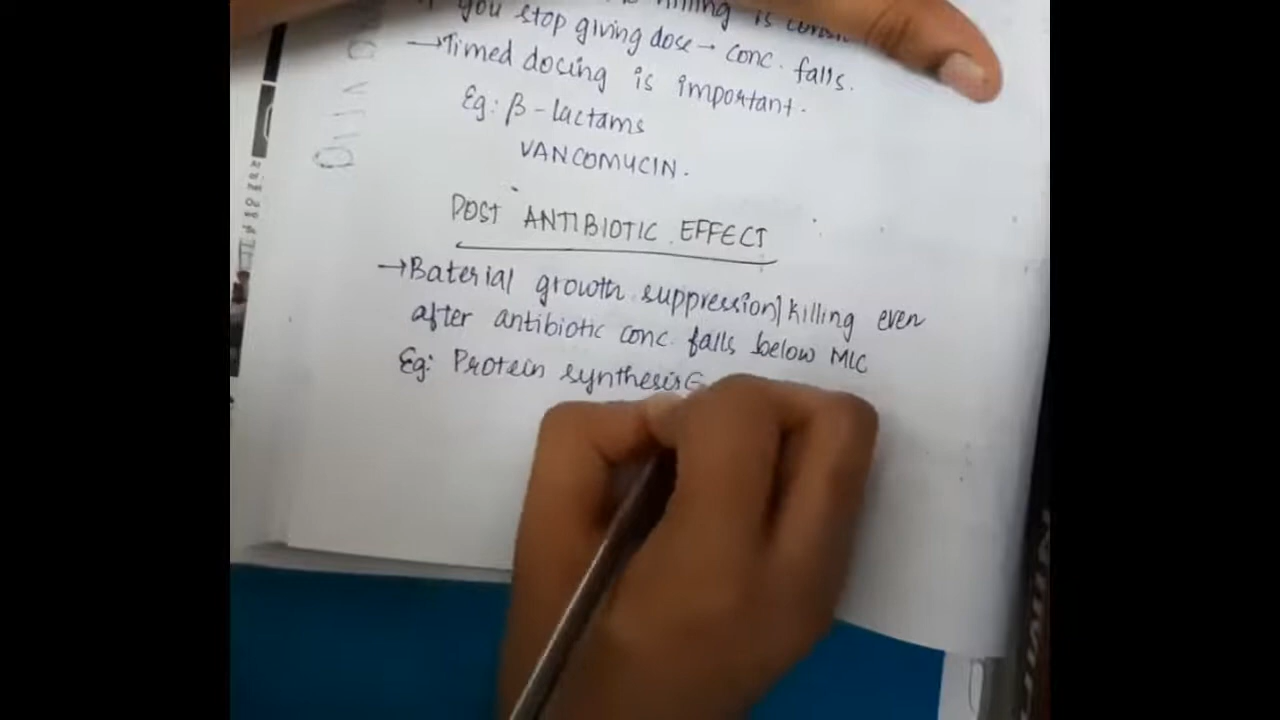 you stop giving dose → conc. falls.
→ Timed dosing is important.
Eg: β - lactams
VANCOMYCIN.
POST ANTIBIOTIC EFFECT
→ Baterial growth suppression/killing even
after antibiotic conc. falls below MIC
Eg: Protein synthesis